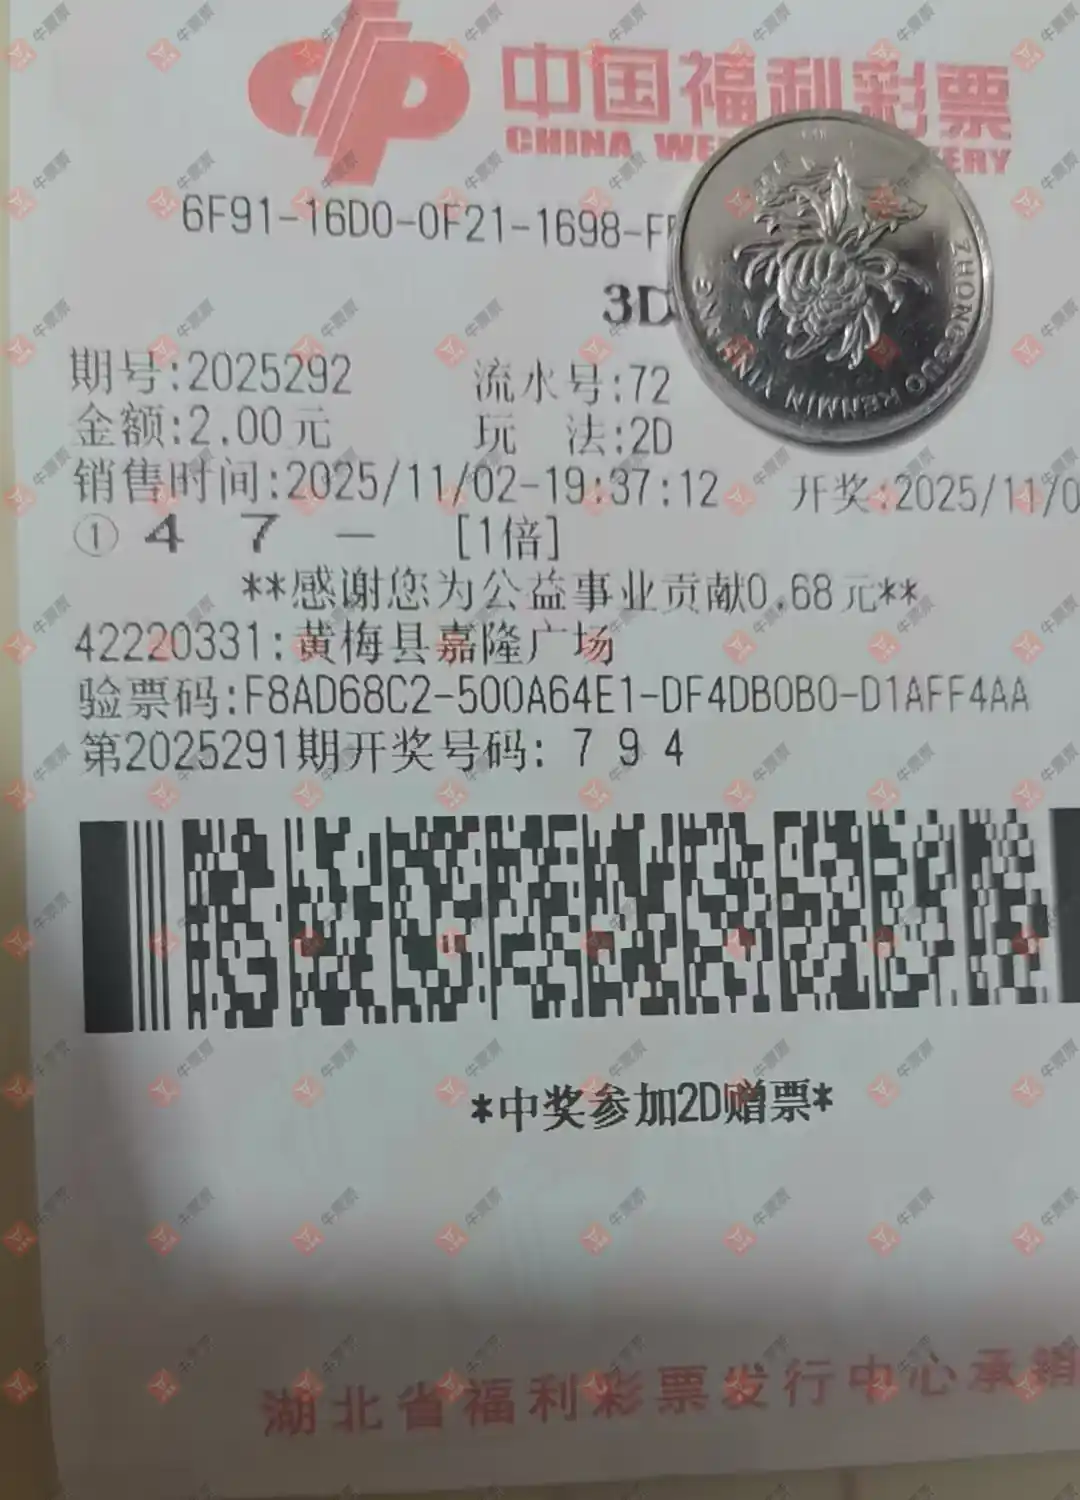 中国福利彩票
CHINA WE ERY
6F91-16D0-0F21-1698-F
3D
期号:2025292 流水号:72
金额:2.00元 玩 法:2D
销售时间:2025/11/02-19:37:12 开奖:2025/11/0
① 4 7 — [1倍]
**感谢您为公益事业贡献0.68元**
42220331:黄梅县嘉隆广场
验票码:F8AD68C2-500A64E1-DF4DB0B0-D1AFF4AA
第2025291期开奖号码: 7 9 4
*中奖参加2D赠票*
湖北省福利彩票发行中心承销
ZHONGGUO RENMIN YINHANG
牛票票